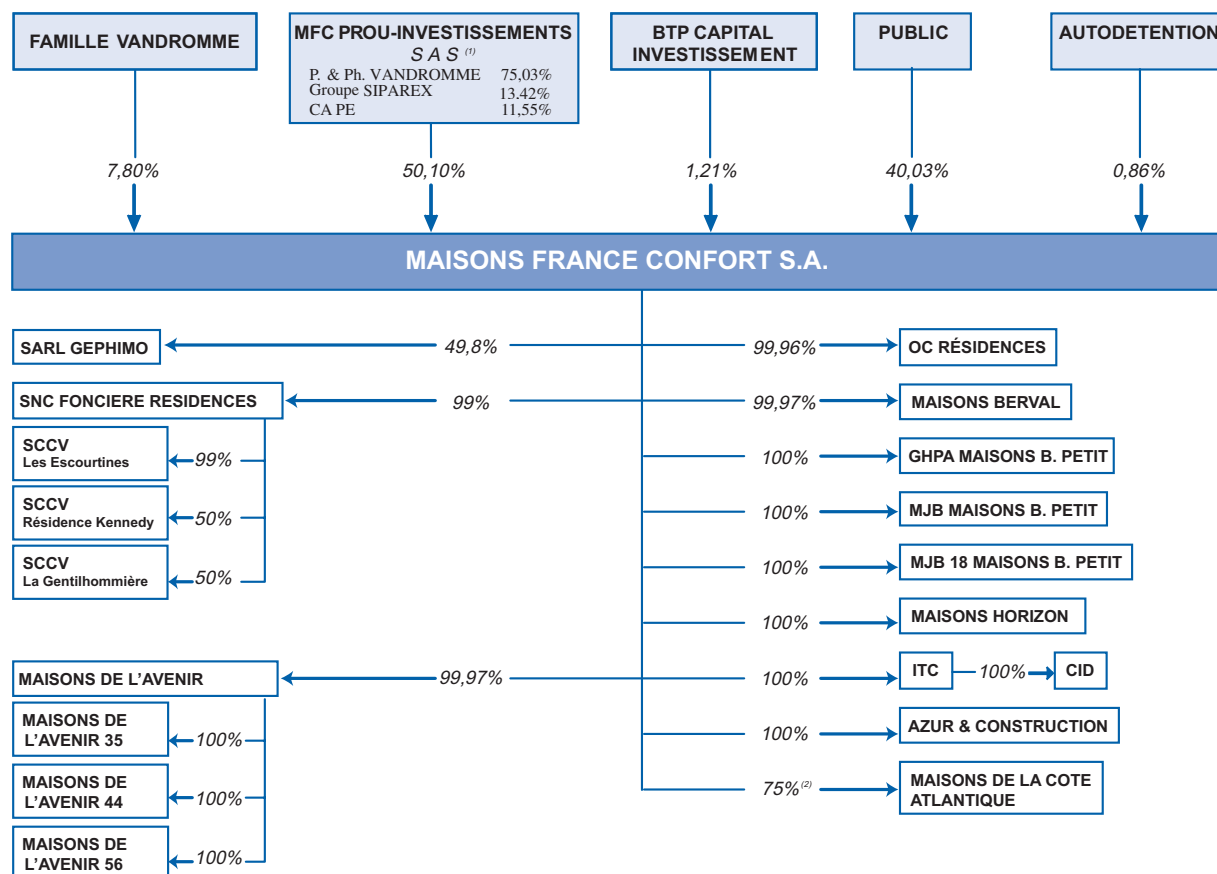 FAMILLE VANDROMME
MFC PROU-INVESTISSEMENTS
SAS (1)
P. & Ph. VANDROMME 75,03%
Groupe SIPAREX 13.42%
CA PE 11,55%
BTP CAPITAL
INVESTISSEMENT
PUBLIC
AUTODETENTION
7,80%
50,10%
1,21%
40,03%
0,86%
MAISONS FRANCE CONFORT S.A.
SARL GEPHIMO
49,8%
99,96%
OC RÉSIDENCES
SNC FONCIERE RESIDENCES
99%
99,97%
MAISONS BERVAL
SCCV
Les Escourtines
99%
100%
GHPA MAISONS B. PETIT
SCCV
Résidence Kennedy
50%
100%
MJB MAISONS B. PETIT
SCCV
La Gentilhommière
50%
100%
MJB 18 MAISONS B. PETIT
100%
MAISONS HORIZON
MAISONS DE L'AVENIR
99,97%
100%
ITC
100%
CID
MAISONS DE
L'AVENIR 35
100%
100%
AZUR & CONSTRUCTION
MAISONS DE
L'AVENIR 44
100%
75% (2)
MAISONS DE LA COTE
ATLANTIQUE
MAISONS DE
L'AVENIR 56
100%